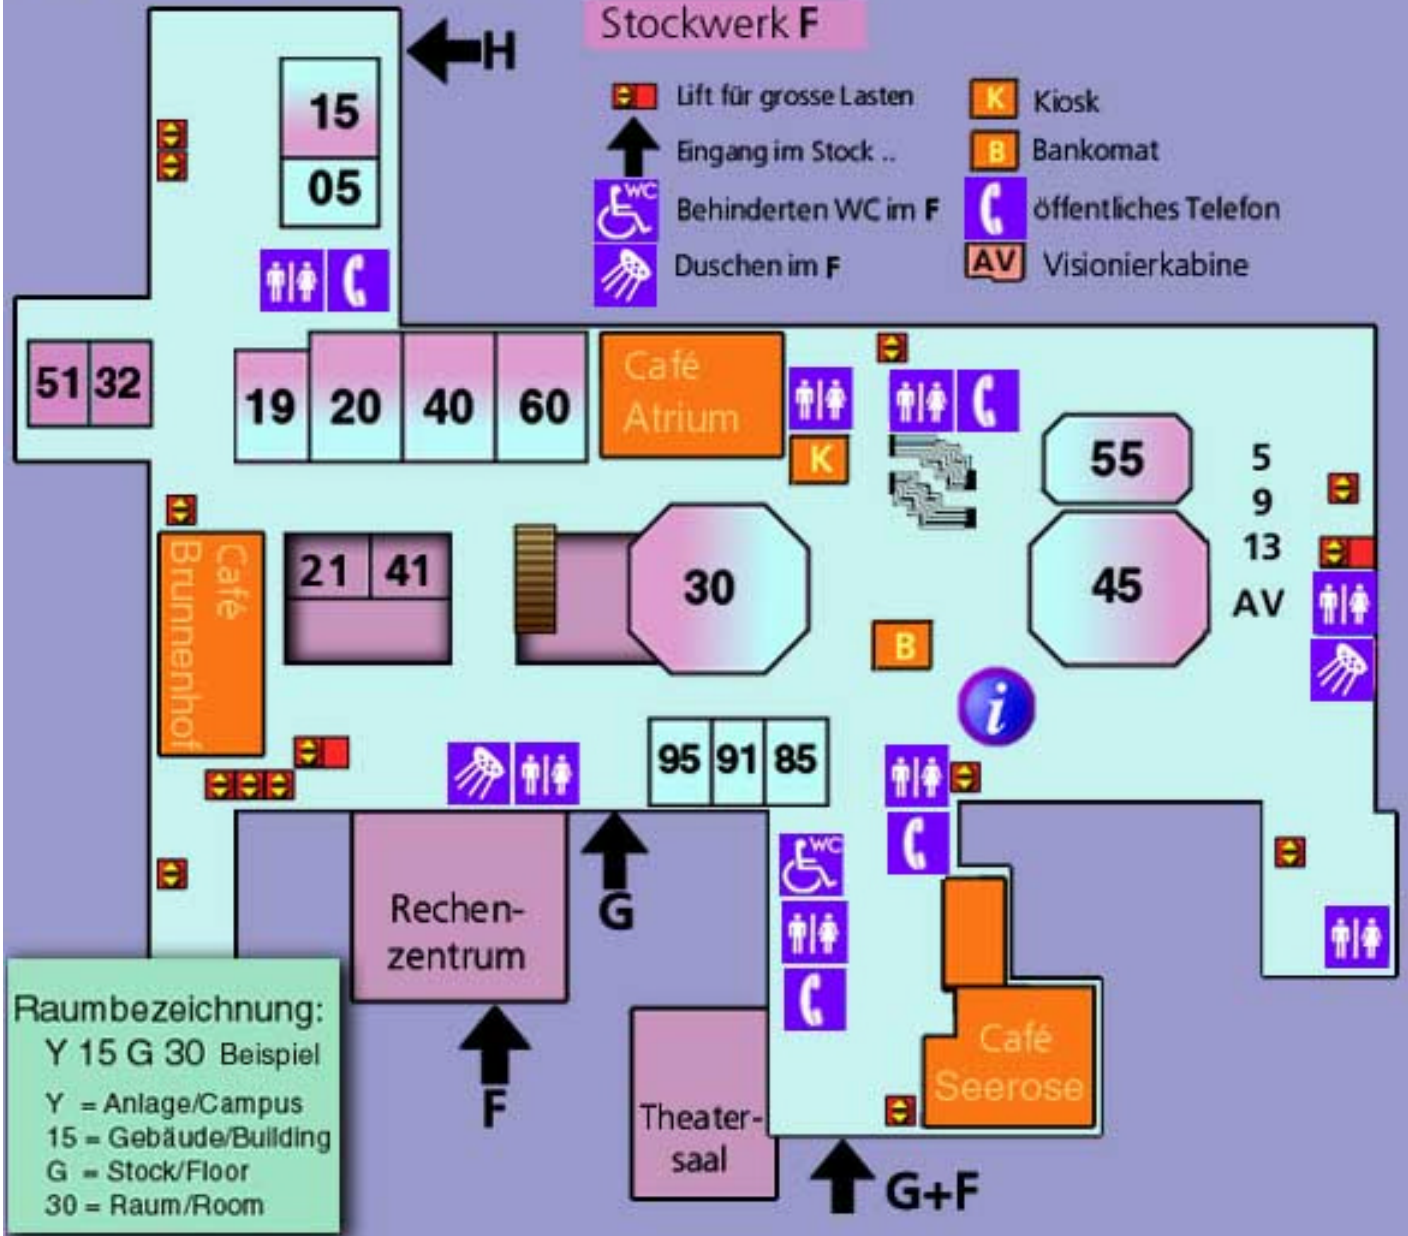 Stockwerk F
H
Lift für grosse Lasten
Eingang im Stock ..
WC
Behinderten WC im F
Duschen im F
K
Kiosk
B
Bankomat
öffentliches Telefon
AV
Visionierkabine
15
05
51
32
19
20
40
60
Café
Atrium
K
55
5
9
13
AV
45
Café
Brunnenhof
21
41
30
B
i
95
91
85
WC
Rechen-
zentrum
G
F
Café
Seerose
Theater-
saal
G+F
Raumbezeichnung:
Y 15 G 30 Beispiel
Y = Anlage/Campus
15 = Gebäude/Building
G = Stock/Floor
30 = Raum/Room